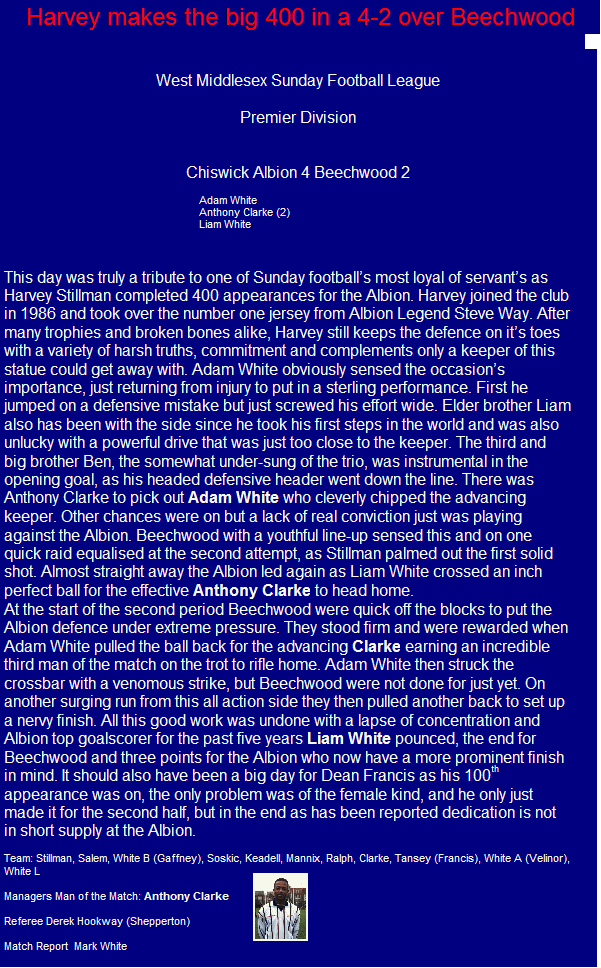 Harvey makes the big 400 in a 4-2 over Beechwood
West Middlesex Sunday Football League
Premier Division
Chiswick Albion 4 Beechwood 2
Adam White
Anthony Clarke (2)
Liam White
This day was truly a tribute to one of Sunday football's most loyal of servant's as
Harvey Stillman completed 400 appearances for the Albion. Harvey joined the club
in 1986 and took over the number one jersey from Albion Legend Steve Way. After
many trophies and broken bones alike, Harvey still keeps the defence on it's toes
with a variety of harsh truths, commitment and complements only a keeper of this
statue could get away with. Adam White obviously sensed the occasion's
importance, just returning from injury to put in a sterling performance. First he
jumped on a defensive mistake but just screwed his effort wide. Elder brother Liam
also has been with the side since he took his first steps in the world and was also
unlucky with a powerful drive that was just too close to the keeper. The third and
big brother Ben, the somewhat under-sung of the trio, was instrumental in the
opening goal, as his headed defensive header went down the line. There was
Anthony Clarke to pick out Adam White who cleverly chipped the advancing
keeper. Other chances were on but a lack of real conviction just was playing
against the Albion. Beechwood with a youthful line-up sensed this and on one
quick raid equalised at the second attempt, as Stillman palmed out the first solid
shot. Almost straight away the Albion led again as Liam White crossed an inch
perfect ball for the effective Anthony Clarke to head home.
At the start of the second period Beechwood were quick off the blocks to put the
Albion defence under extreme pressure. They stood firm and were rewarded when
Adam White pulled the ball back for the advancing Clarke earning an incredible
third man of the match on the trot to rifle home. Adam White then struck the
crossbar with a venomous strike, but Beechwood were not done for just yet. On
another surging run from this all action side they then pulled another back to set up
a nervy finish. All this good work was undone with a lapse of concentration and
Albion top goalscorer for the past five years Liam White pounced, the end for
Beechwood and three points for the Albion who now have a more prominent finish
in mind. It should also have been a big day for Dean Francis as his 100th
appearance was on, the only problem was of the female kind, and he only just
made it for the second half, but in the end as has been reported dedication is not
in short supply at the Albion.
Team: Stillman, Salem, White B (Gaffney), Soskic, Keadell, Mannix, Ralph, Clarke, Tansey (Francis), White A (Velinor),
White L
Managers Man of the Match: Anthony Clarke
Referee Derek Hookway (Shepperton)
Match Report  Mark White